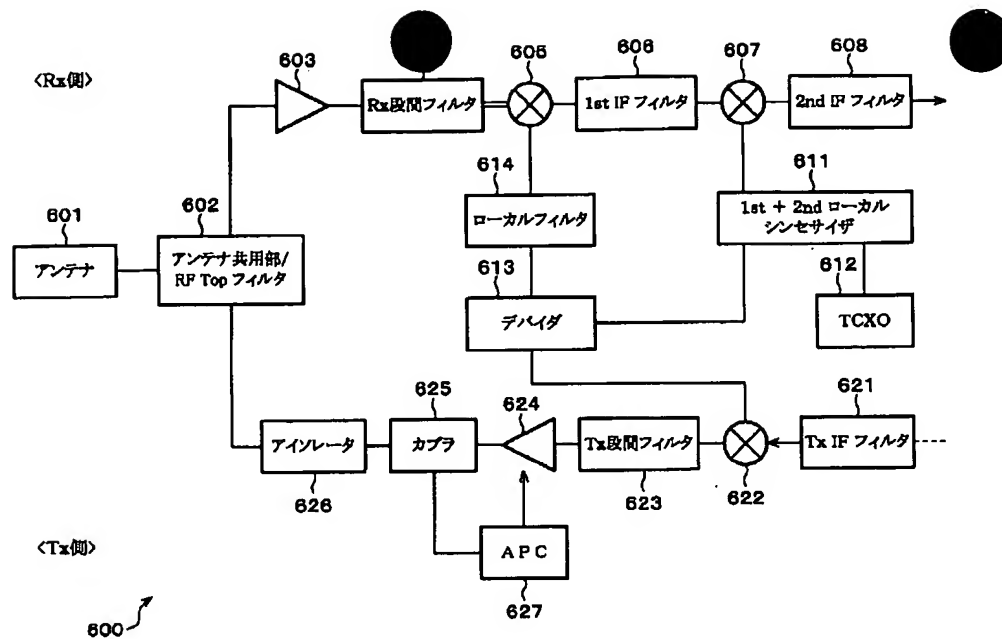 〈Rx側〉
603
605
606
607
608
Rx段間フィルタ
1st IF フィルタ
2nd IF フィルタ
614
ローカルフィルタ
611
1st + 2nd ローカル
シンセサイザ
601
アンテナ
602
アンテナ共用部/
RF Top フィルタ
613
デバイダ
612
TCXO
625
カプラ
624
621
アイソレータ
Tx段間フィルタ
Tx IF フィルタ
626
623
622
〈Tx側〉
APC
627
600